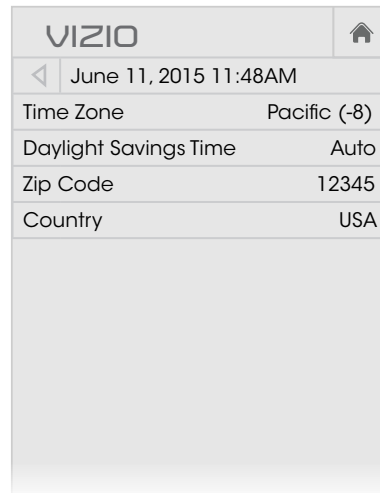 VIZIO
June 11, 2015 11:48AM
Time Zone Pacific (-8)
Daylight Savings Time Auto
Zip Code 12345
Country USA